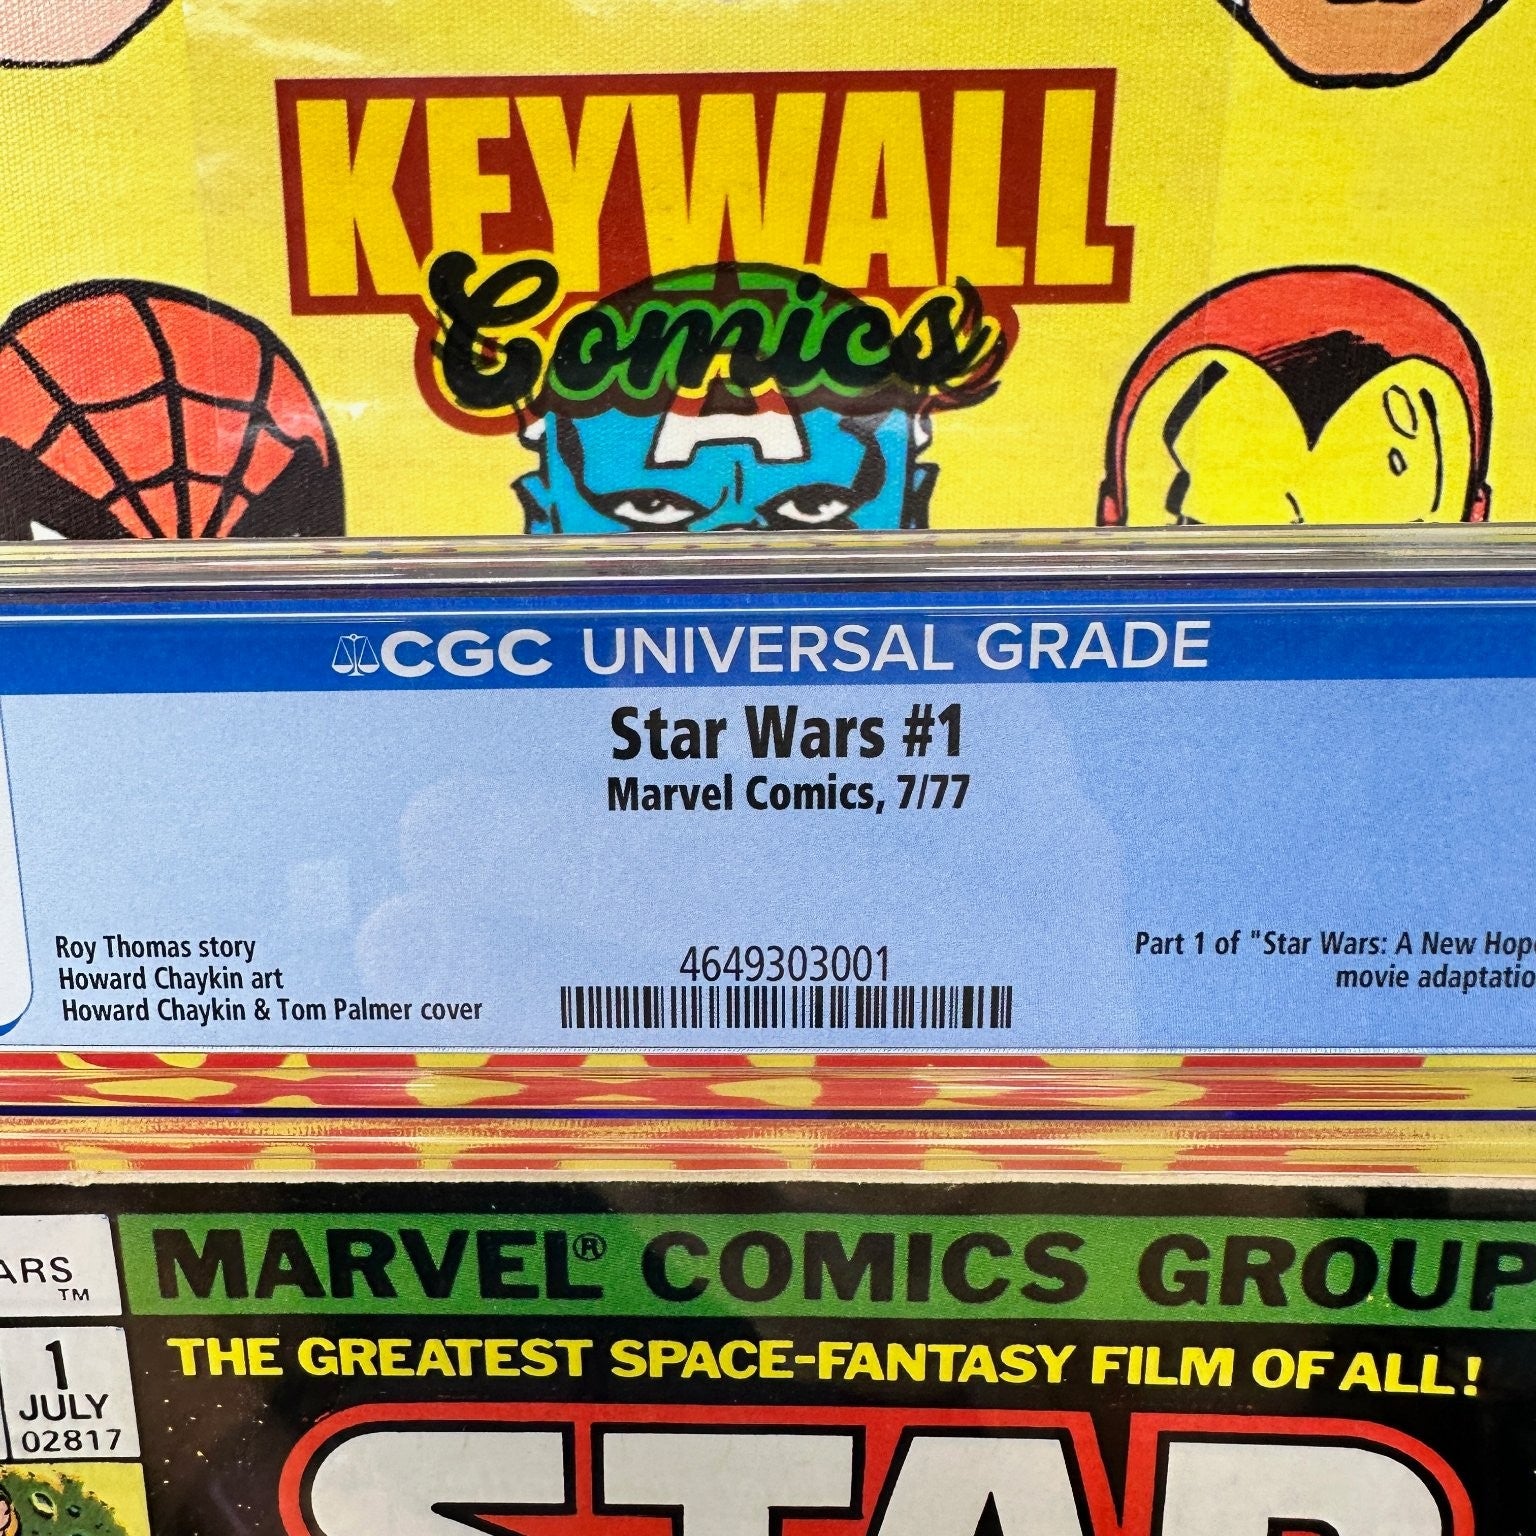 KEYWALL
Comics
A
CGC UNIVERSAL GRADE
Star Wars #1
Marvel Comics, 7/77
Roy Thomas story
Howard Chaykin art
Howard Chaykin & Tom Palmer cover
4649303001
Part 1 of "Star Wars: A New Hope
movie adaptatio
ARS
TM
MARVEL® COMICS GROUP
1
JULY
02817
THE GREATEST SPACE-FANTASY FILM OF ALL!
STAR